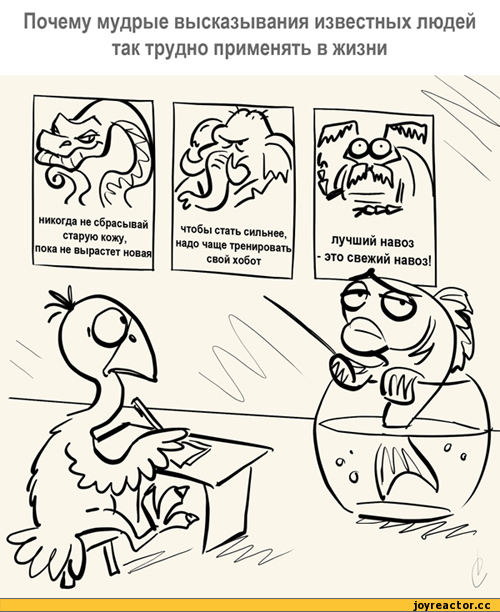 Почему мудрые высказывания известных людей
так трудно применять в жизни
никогда не сбрасывай
старую кожу,
пока не вырастет новая
чтобы стать сильнее,
надо чаще тренировать
свой хобот
лучший навоз
- это свежий навоз!
joyreactor.cc